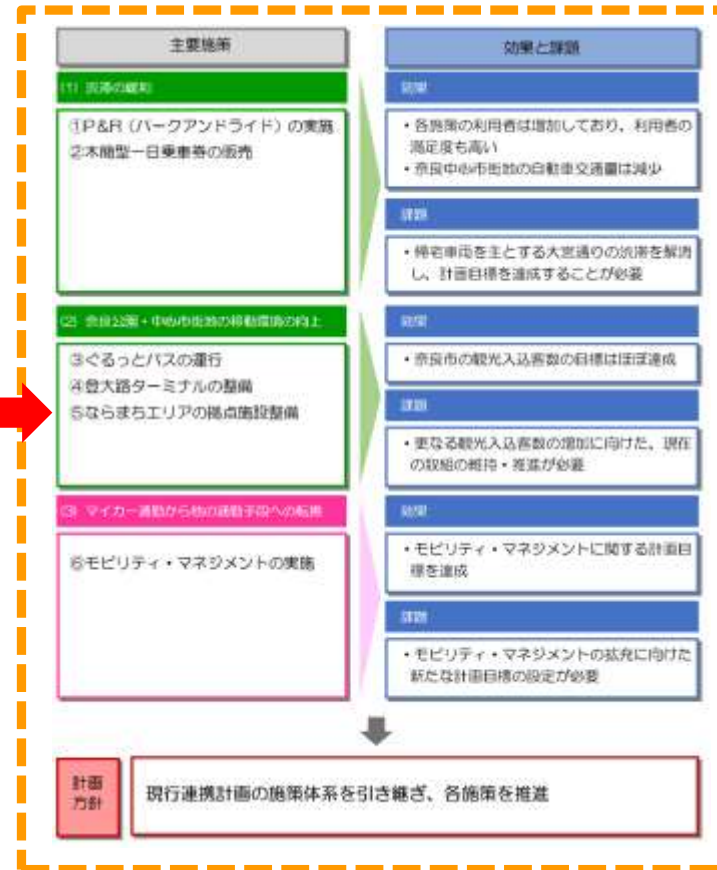 主要施策
効果と課題
(1) 渋滞の緩和
効果
①P&R（パークアンドライド）の実施
②木簡型一日乗車券の販売
・各施策の利用者は増加しており、利用者の
満足度も高い
・奈良中心市街地の自動車交通量は減少
課題
・帰宅車両を主とする大宮通りの渋滞を解消
し、計画目標を達成することが必要
(2) 奈良公園・中心市街地の移動環境の向上
効果
③ぐるっとバスの運行
④登大路ターミナルの整備
⑤ならまちエリアの拠点施設整備
・奈良市の観光入込客数の目標はほぼ達成
課題
・更なる観光入込客数の増加に向けた、現在
の取組の維持・推進が必要
(3) マイカー通勤から他の通勤手段への転換
効果
⑥モビリティ・マネジメントの実施
・モビリティ・マネジメントに関する計画目
標を達成
課題
・モビリティ・マネジメントの拡充に向けた
新たな計画目標の設定が必要
計画
方針
現行連携計画の施策体系を引き継ぎ、各施策を推進